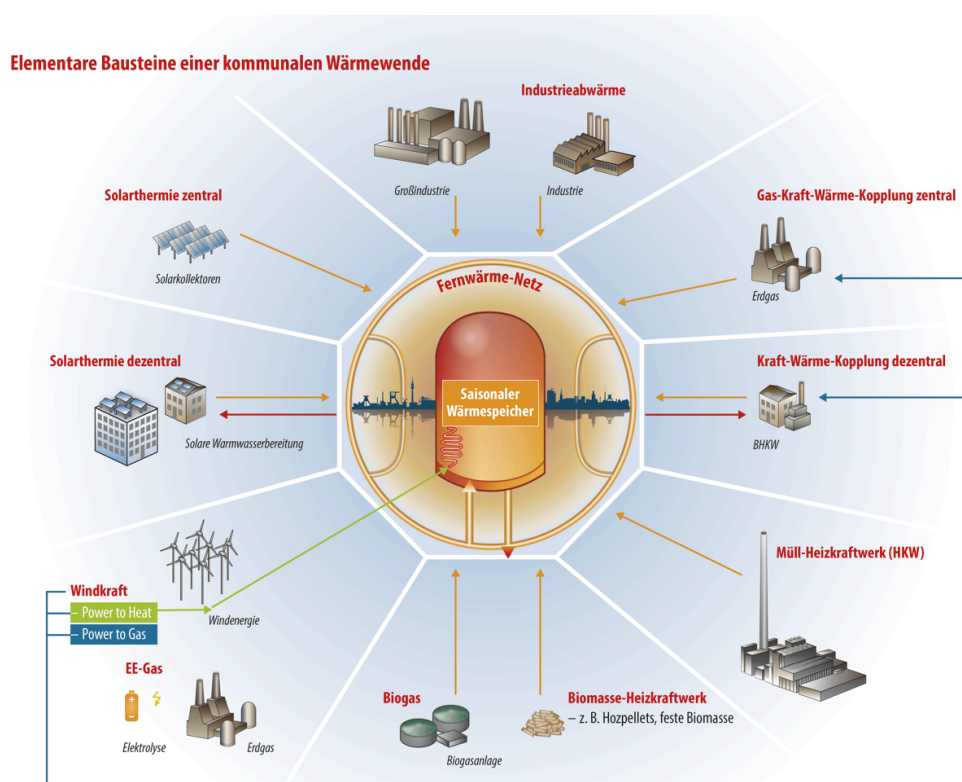 Elementare Bausteine einer kommunalen Wärmewende
Industrieabwärme
Großindustrie
Industrie
Solarthermie zentral
Solarkollektoren
Gas-Kraft-Wärme-Kopplung zentral
Erdgas
Fernwärme-Netz
Saisonaler
Wärmespeicher
Solarthermie dezentral
Solare Warmwasserbereitung
Kraft-Wärme-Kopplung dezentral
BHKW
Müll-Heizkraftwerk (HKW)
Windkraft
– Power to Heat
– Power to Gas
Windenergie
EE-Gas
Elektrolyse
Erdgas
Biogas
Biogasanlage
Biomasse-Heizkraftwerk
– z. B. Hozpellets, feste Biomasse